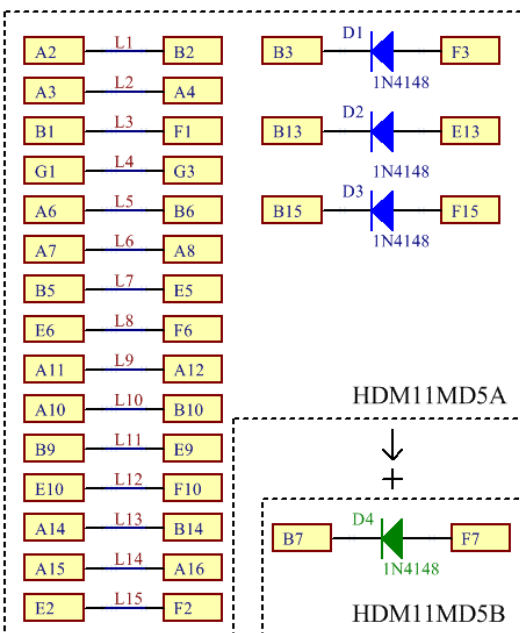 A2 L1 B2
A3 L2 A4
B1 L3 F1
G1 L4 G3
A6 L5 B6
A7 L6 A8
B5 L7 E5
E6 L8 F6
A11 L9 A12
A10 L10 B10
B9 L11 E9
E10 L12 F10
A14 L13 B14
A15 L14 A16
E2 L15 F2
D1
B3 F3
1N4148
D2
B13 E13
1N4148
D3
B15 F15
1N4148
HDM11MD5A
+
D4
B7 F7
1N4148
HDM11MD5B